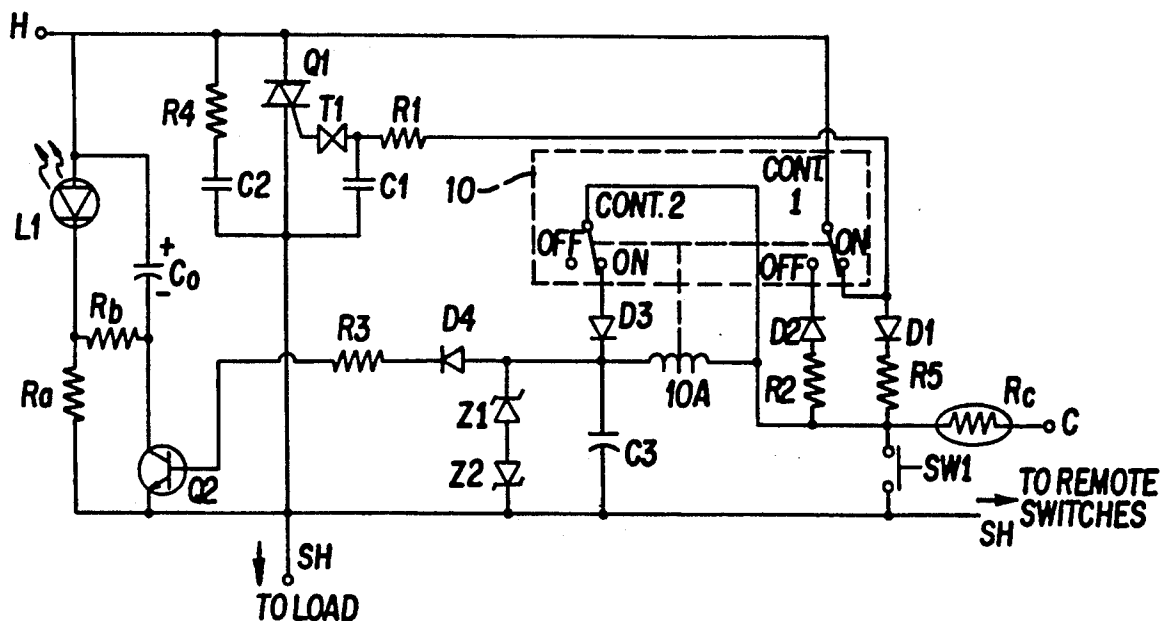 H
Q1
R4
T1
R1
C2
C1
10
CONT. 1
CONT. 2
OFF
ON
OFF
ON
L1
+
Co
-
Rb
Ra
R3
D4
D3
D2
D1
10A
R2
R5
Rc
C
Z1
Z2
C3
SW1
Q2
TO REMOTE
SWITCHES
SH
SH
TO LOAD